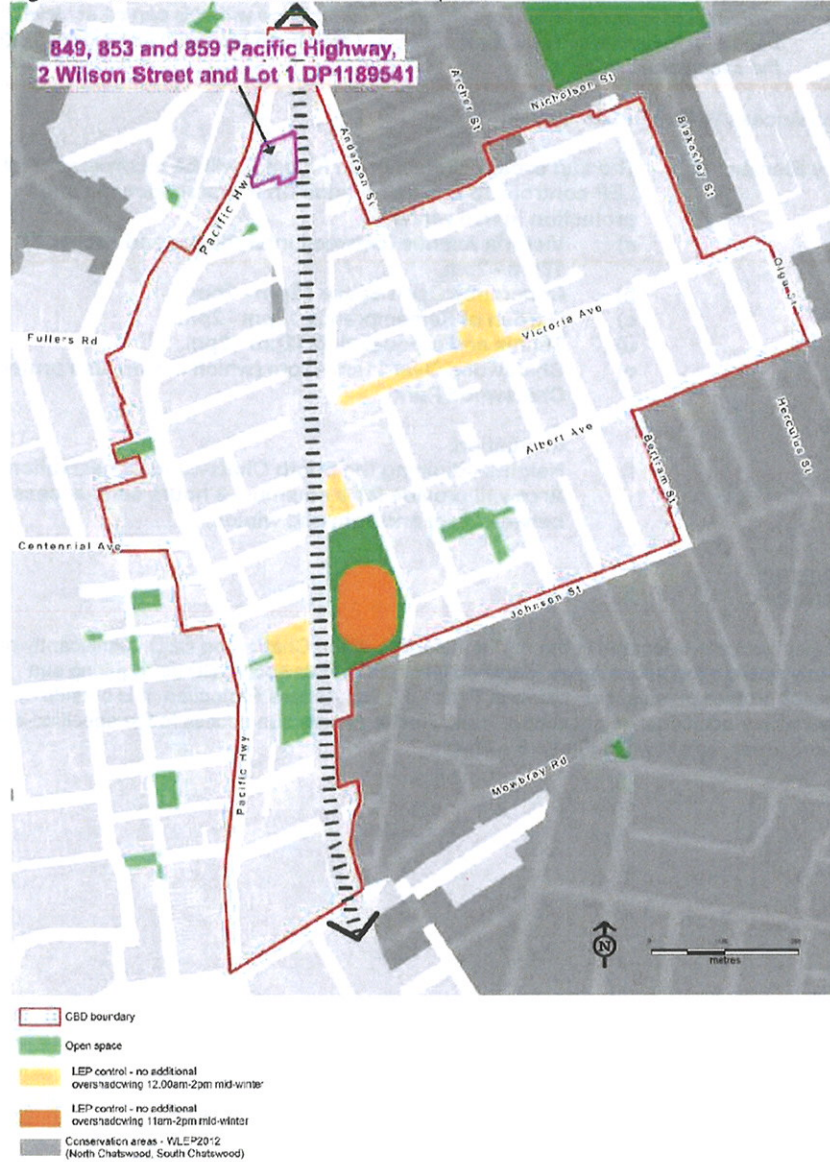 849, 853 and 859 Pacific Highway,
2 Wilson Street and Lot 1 DP1189541
Archer St
Nicholson St
Anderson St
Pacific Hwy
Olga St
Victoria Ave
Fullers Rd
Albert Ave
Bertram St
Hercules St
Centennial Ave
Johnson St
Pacific Hwy
Mowbray Rd
N
0
200
metres
CBD boundary
Open space
LEP control - no additional
overshadowing 12.00am-2pm mid-winter
LEP control - no additional
overshadowing 11am-2pm mid-winter
Conservation areas - WLEP2012
(North Chatswood, South Chatswood)